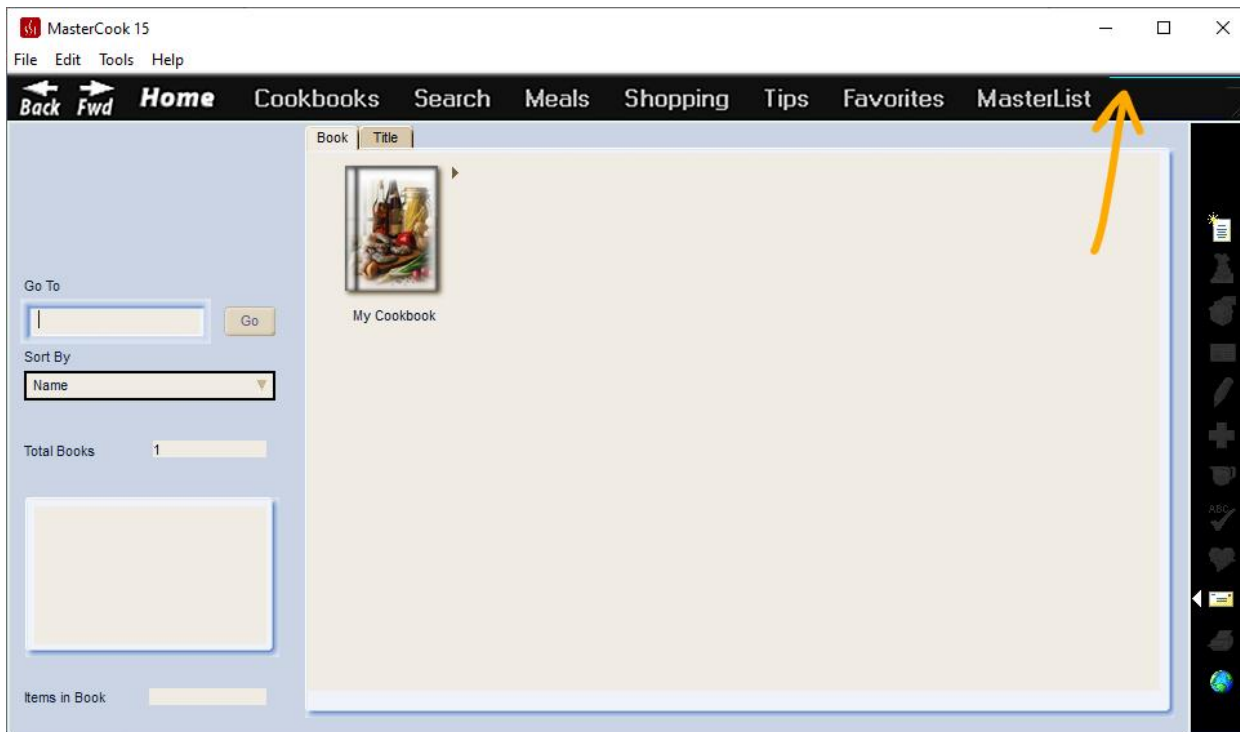 MasterCook 15
File Edit Tools Help
Back Fwd Home Cookbooks Search Meals Shopping Tips Favorites MasterList
Book Title
My Cookbook
Go To
Go
Sort By
Name
Total Books 1
Items in Book
ABC